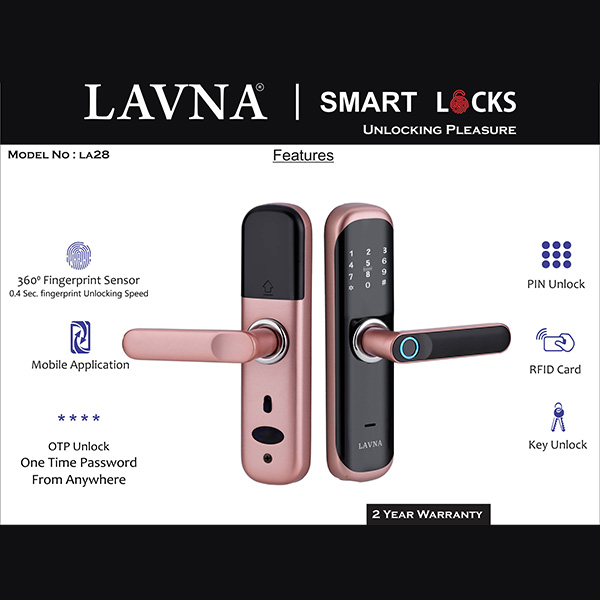 LAVNA® | SMART LOCKS
UNLOCKING PLEASURE
MODEL NO : LA28
Features
360º Fingerprint Sensor
0.4 Sec. fingerprint Unlocking Speed
Mobile Application
****
OTP Unlock
One Time Password
From Anywhere
1 2 3
4 5 6
7 8 9
* 0 #
LAVNA
PIN Unlock
RFID Card
Key Unlock
2 YEAR WARRANTY